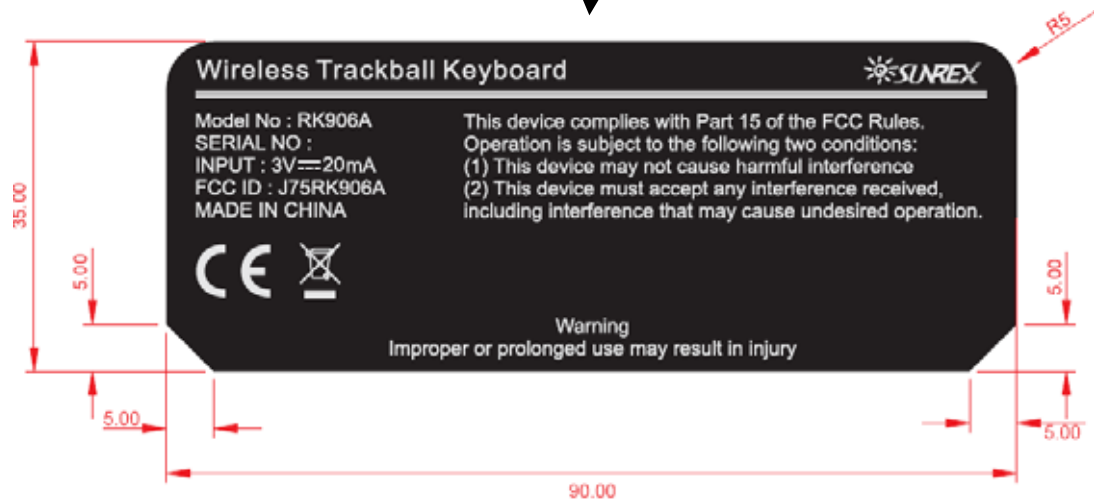 R5
Wireless Trackball Keyboard
SUNREX
Model No : RK906A
SERIAL NO :
INPUT : 3V⎓20mA
FCC ID : J75RK906A
MADE IN CHINA
This device complies with Part 15 of the FCC Rules.
Operation is subject to the following two conditions:
(1) This device may not cause harmful interference
(2) This device must accept any interference received,
including interference that may cause undesired operation.
CE
Warning
Improper or prolonged use may result in injury
35.00
5.00
5.00
5.00
5.00
90.00